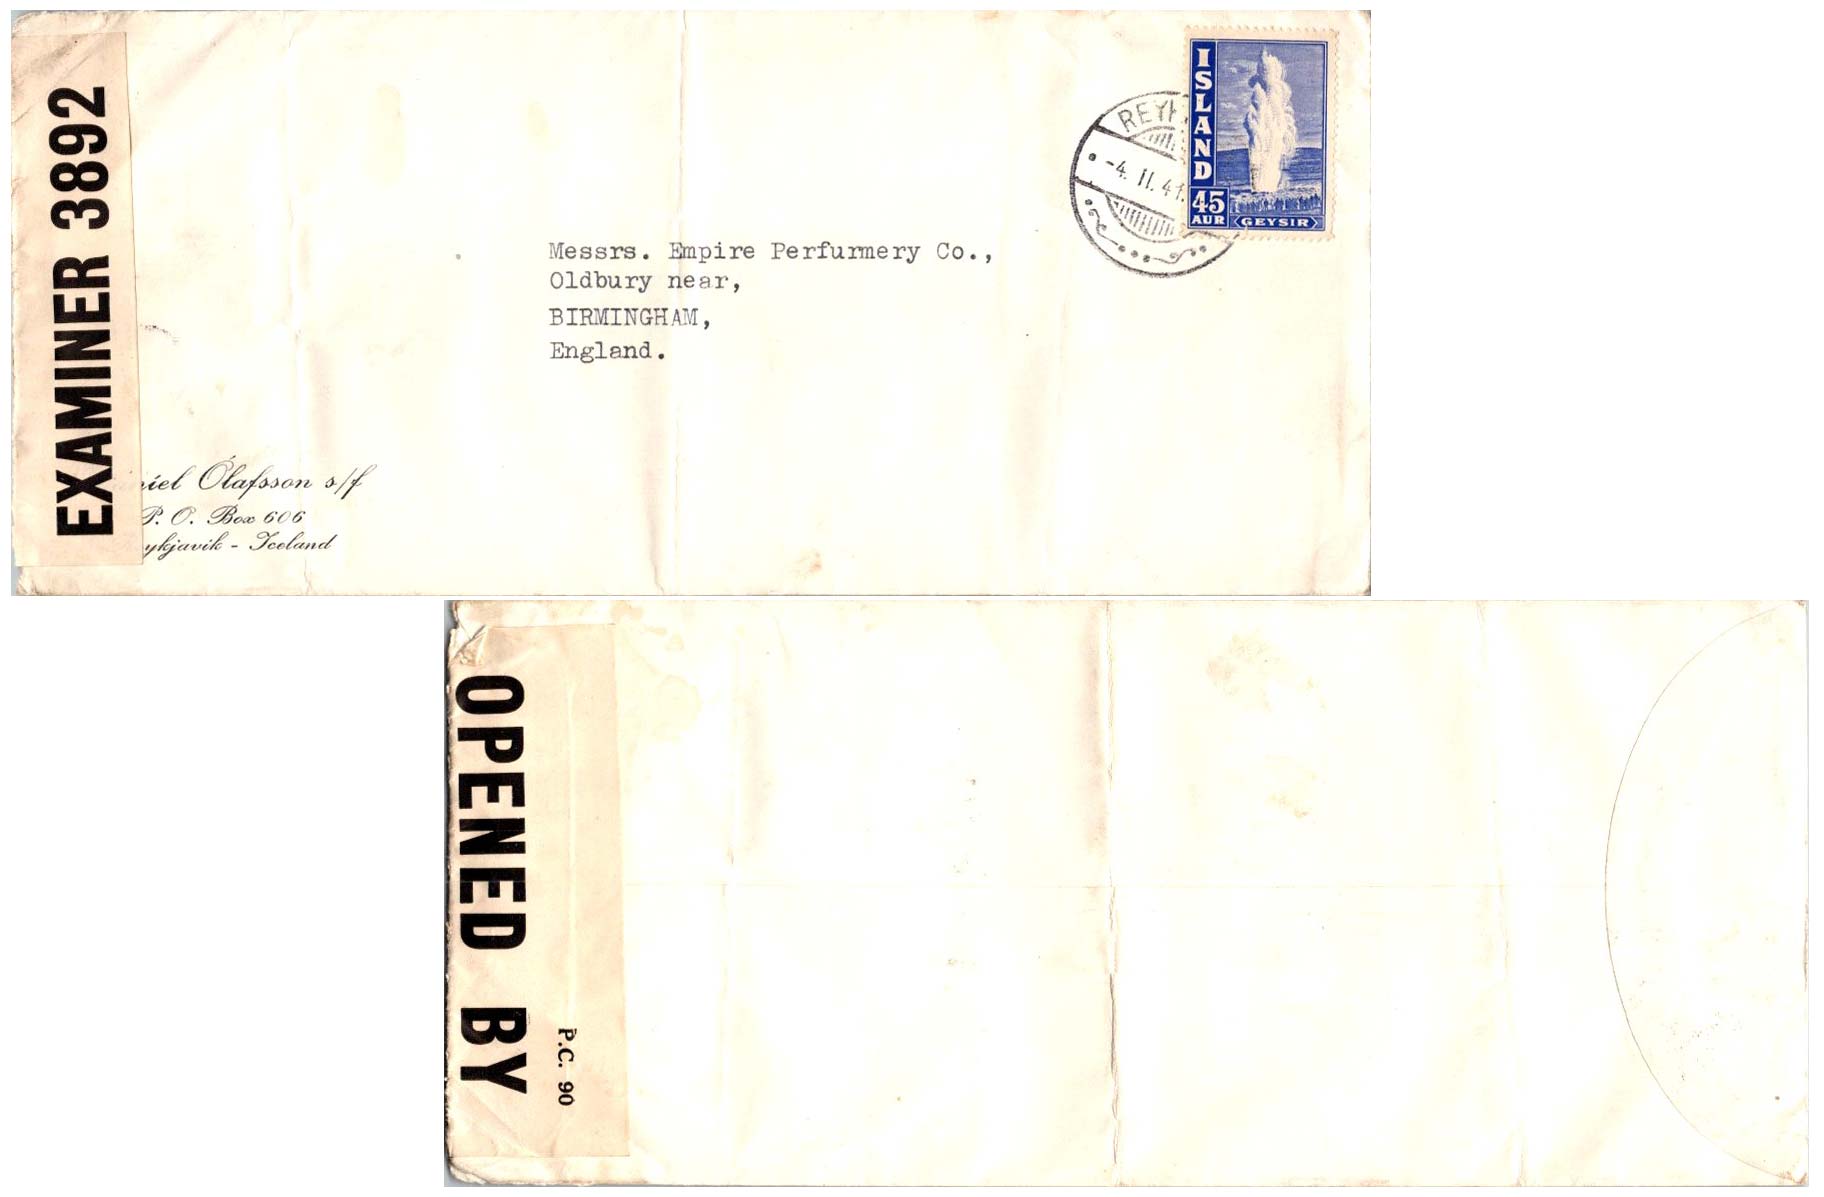 EXAMINER 3892
ISLAND
45
AUR
GEYSIR
-4. II. 41.
Messrs. Empire Perfurmery Co.,
Oldbury near,
BIRMINGHAM,
England.
Ólafsson s/f
P. O. Box 606
- Iceland
OPENED BY
P.C. 90